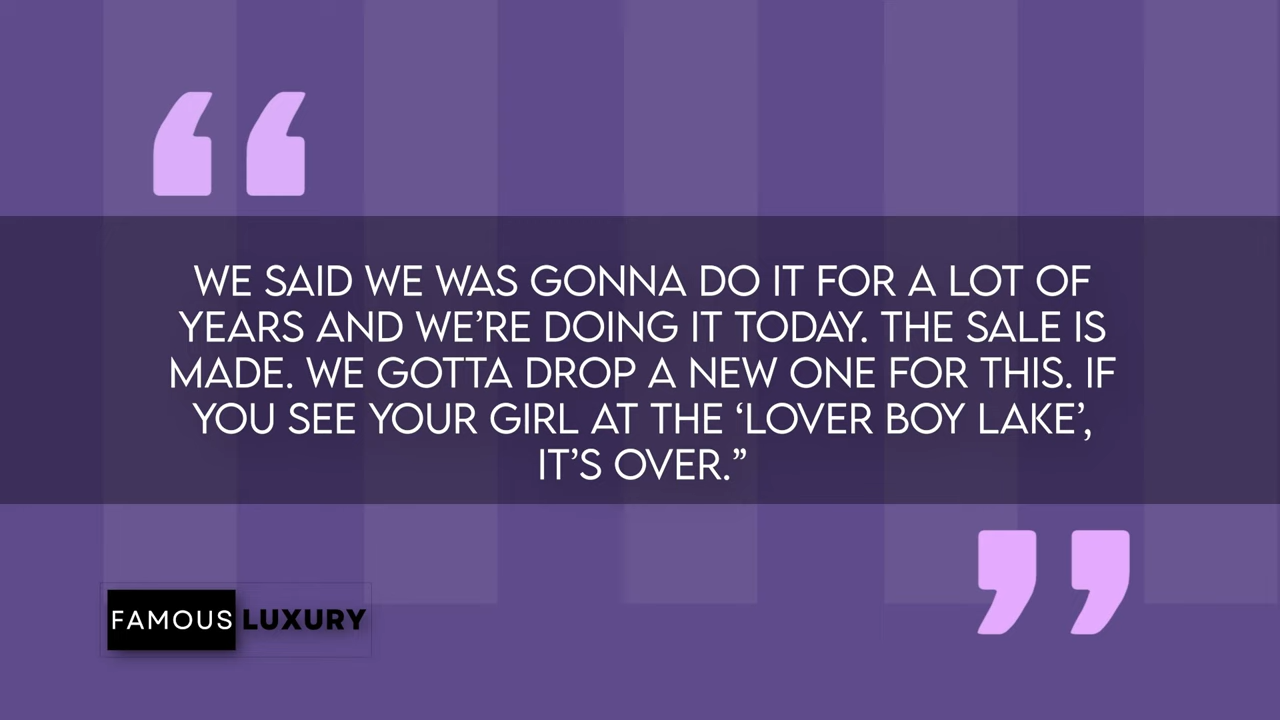 WE SAID WE WAS GONNA DO IT FOR A LOT OF
YEARS AND WE’RE DOING IT TODAY. THE SALE IS
MADE. WE GOTTA DROP A NEW ONE FOR THIS. IF
YOU SEE YOUR GIRL AT THE ‘LOVER BOY LAKE’,
IT’S OVER.”
FAMOUS LUXURY